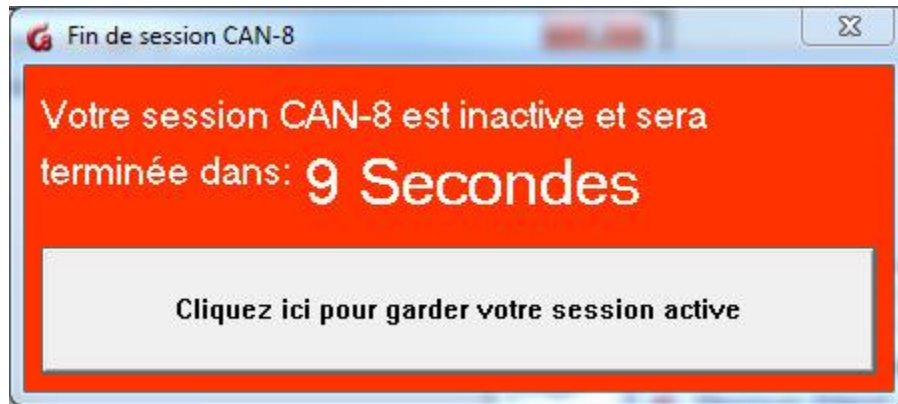 Fin de session CAN-8
Votre session CAN-8 est inactive et sera
terminée dans: 9 Secondes
Cliquez ici pour garder votre session active